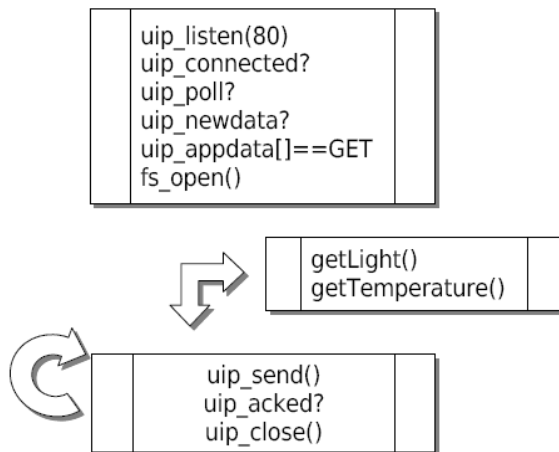 uip_listen(80)
uip_connected?
uip_poll?
uip_newdata?
uip_appdata[]==GET
fs_open()
getLight()
getTemperature()
uip_send()
uip_acked?
uip_close()